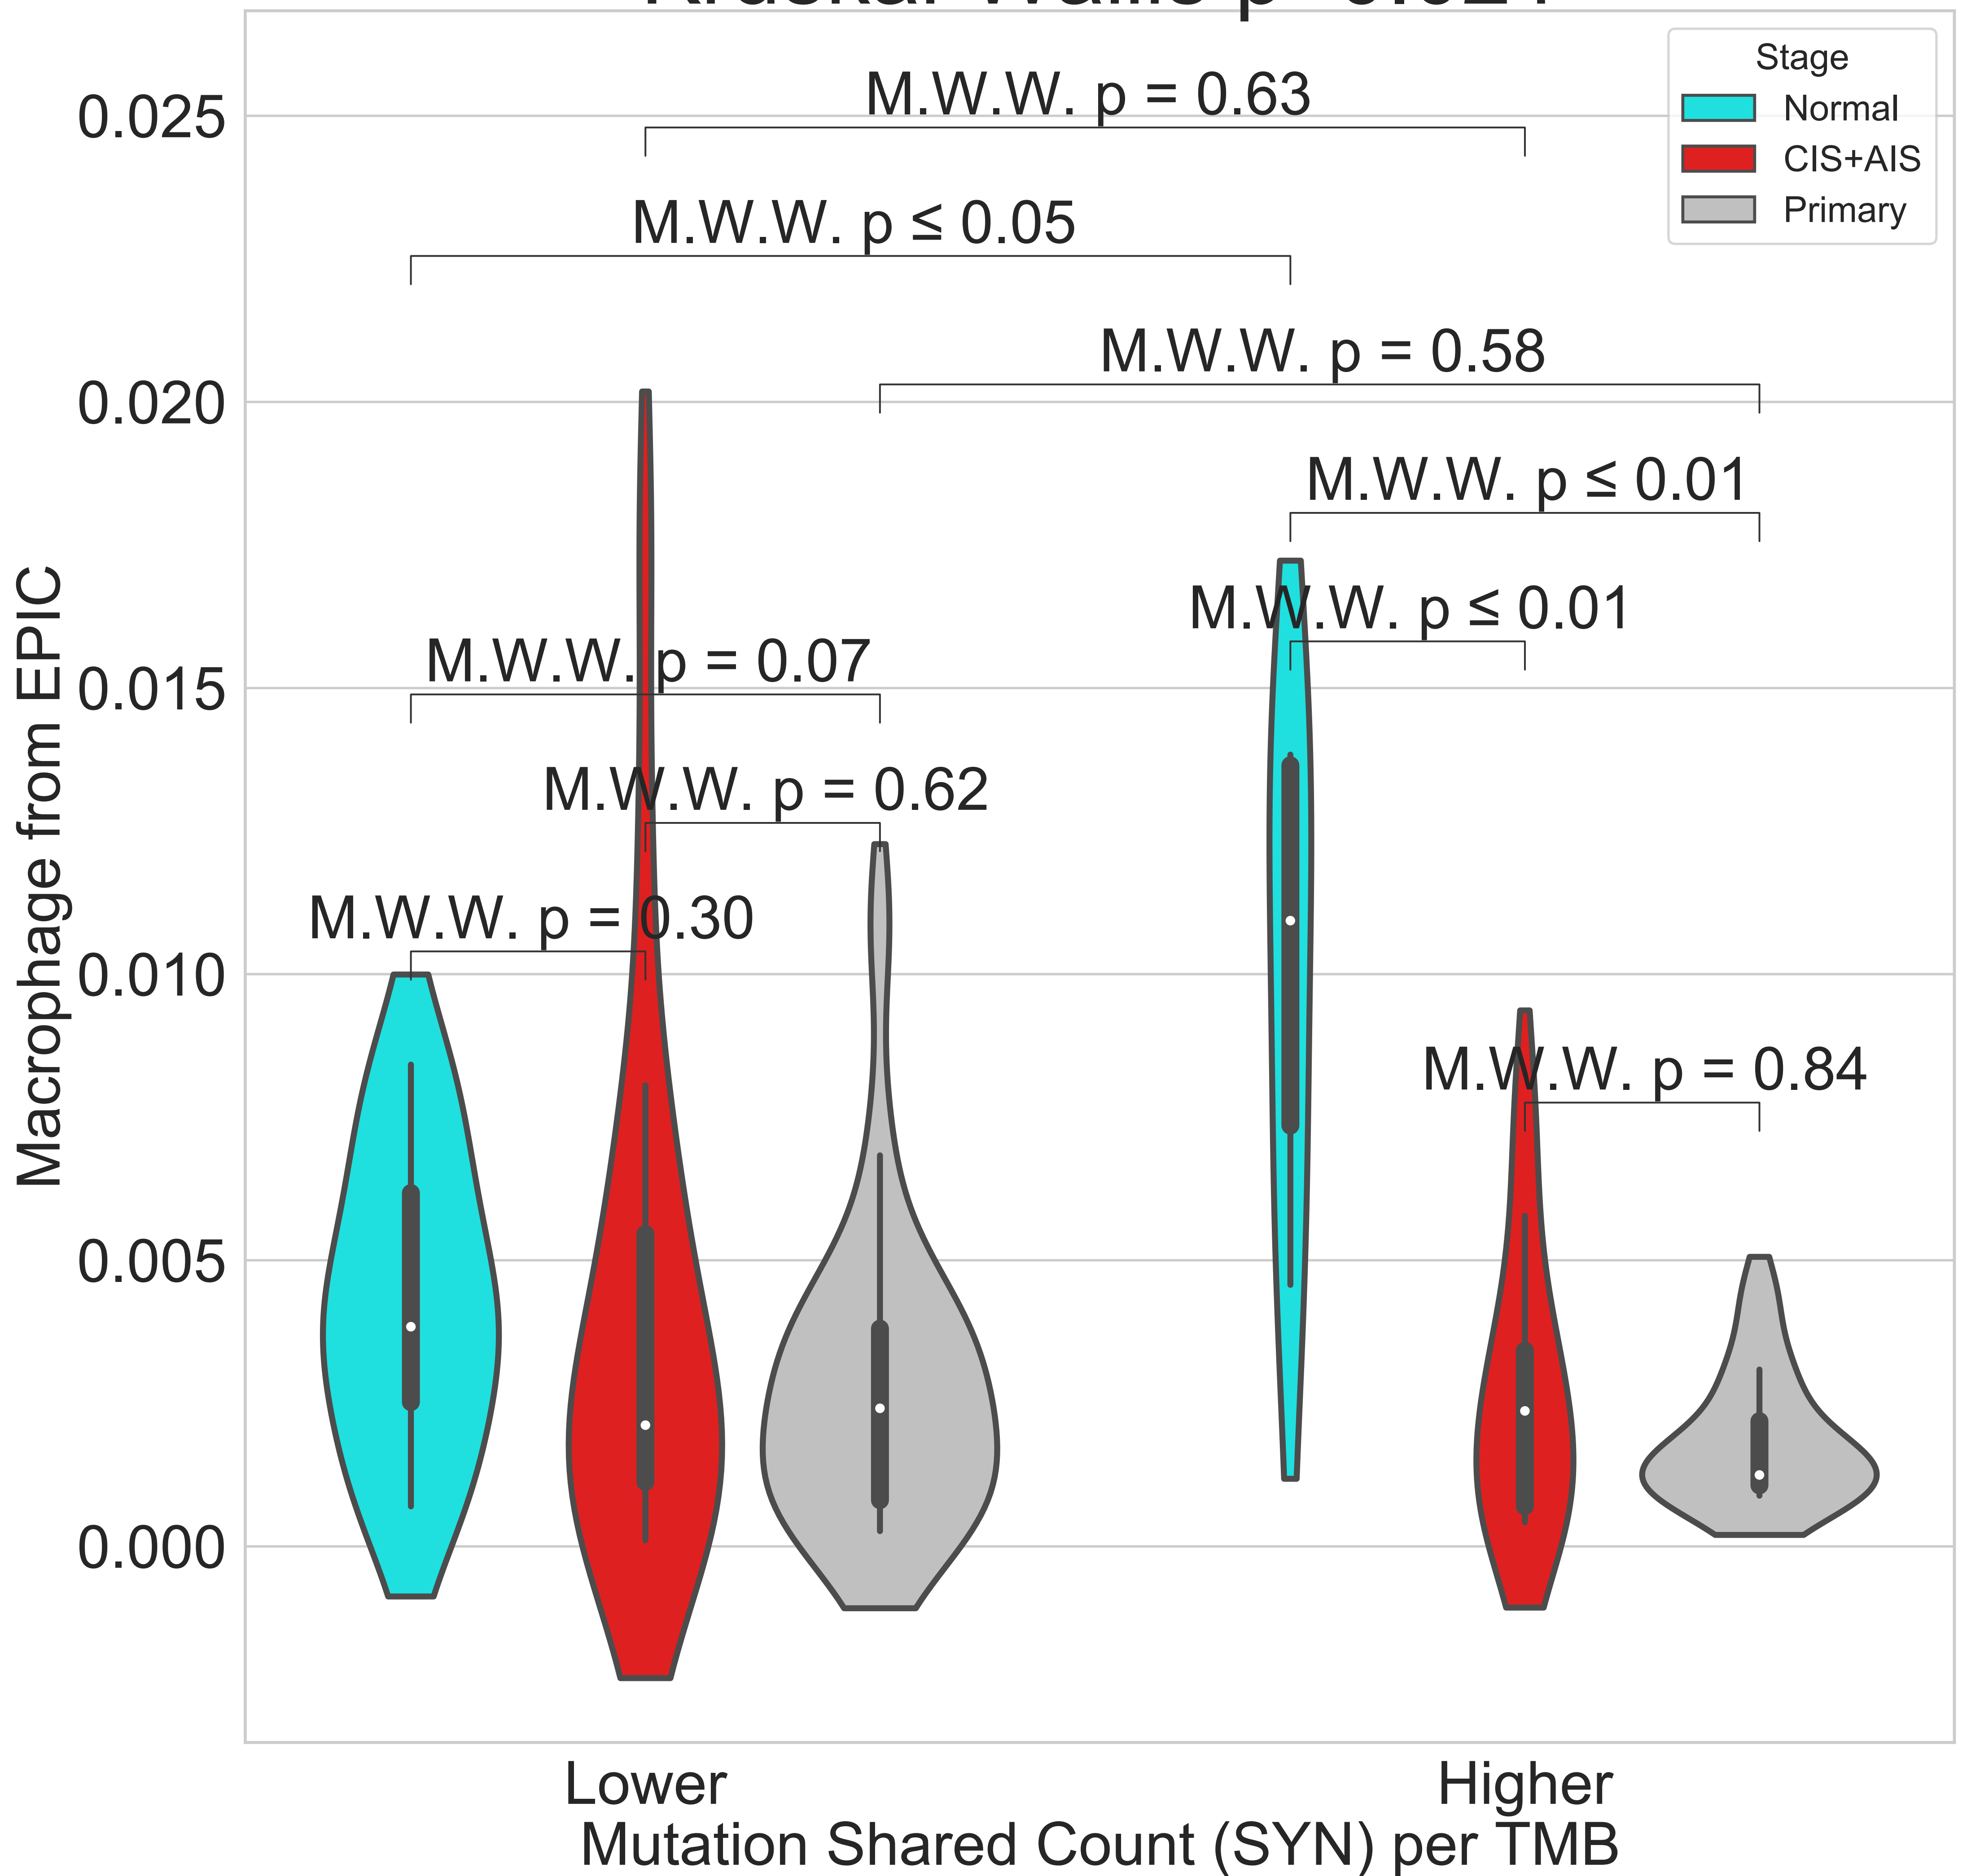 Stage
Normal
CIS+AIS
Primary
M.W.W. p = 0.63
M.W.W. p ≤ 0.05
M.W.W. p = 0.58
M.W.W. p ≤ 0.01
M.W.W. p ≤ 0.01
M.W.W. p = 0.07
M.W.W. p = 0.62
M.W.W. p = 0.30
M.W.W. p = 0.84
0.025
0.020
0.015
0.010
0.005
0.000
Macrophage from EPIC
Lower
Higher
Mutation Shared Count (SYN) per TMB